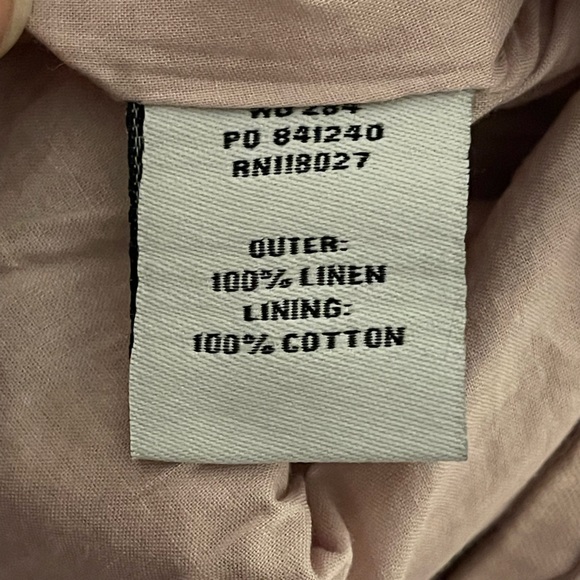 PO 841240
RN118027
OUTER:
100% LINEN
LINING:
100% COTTON